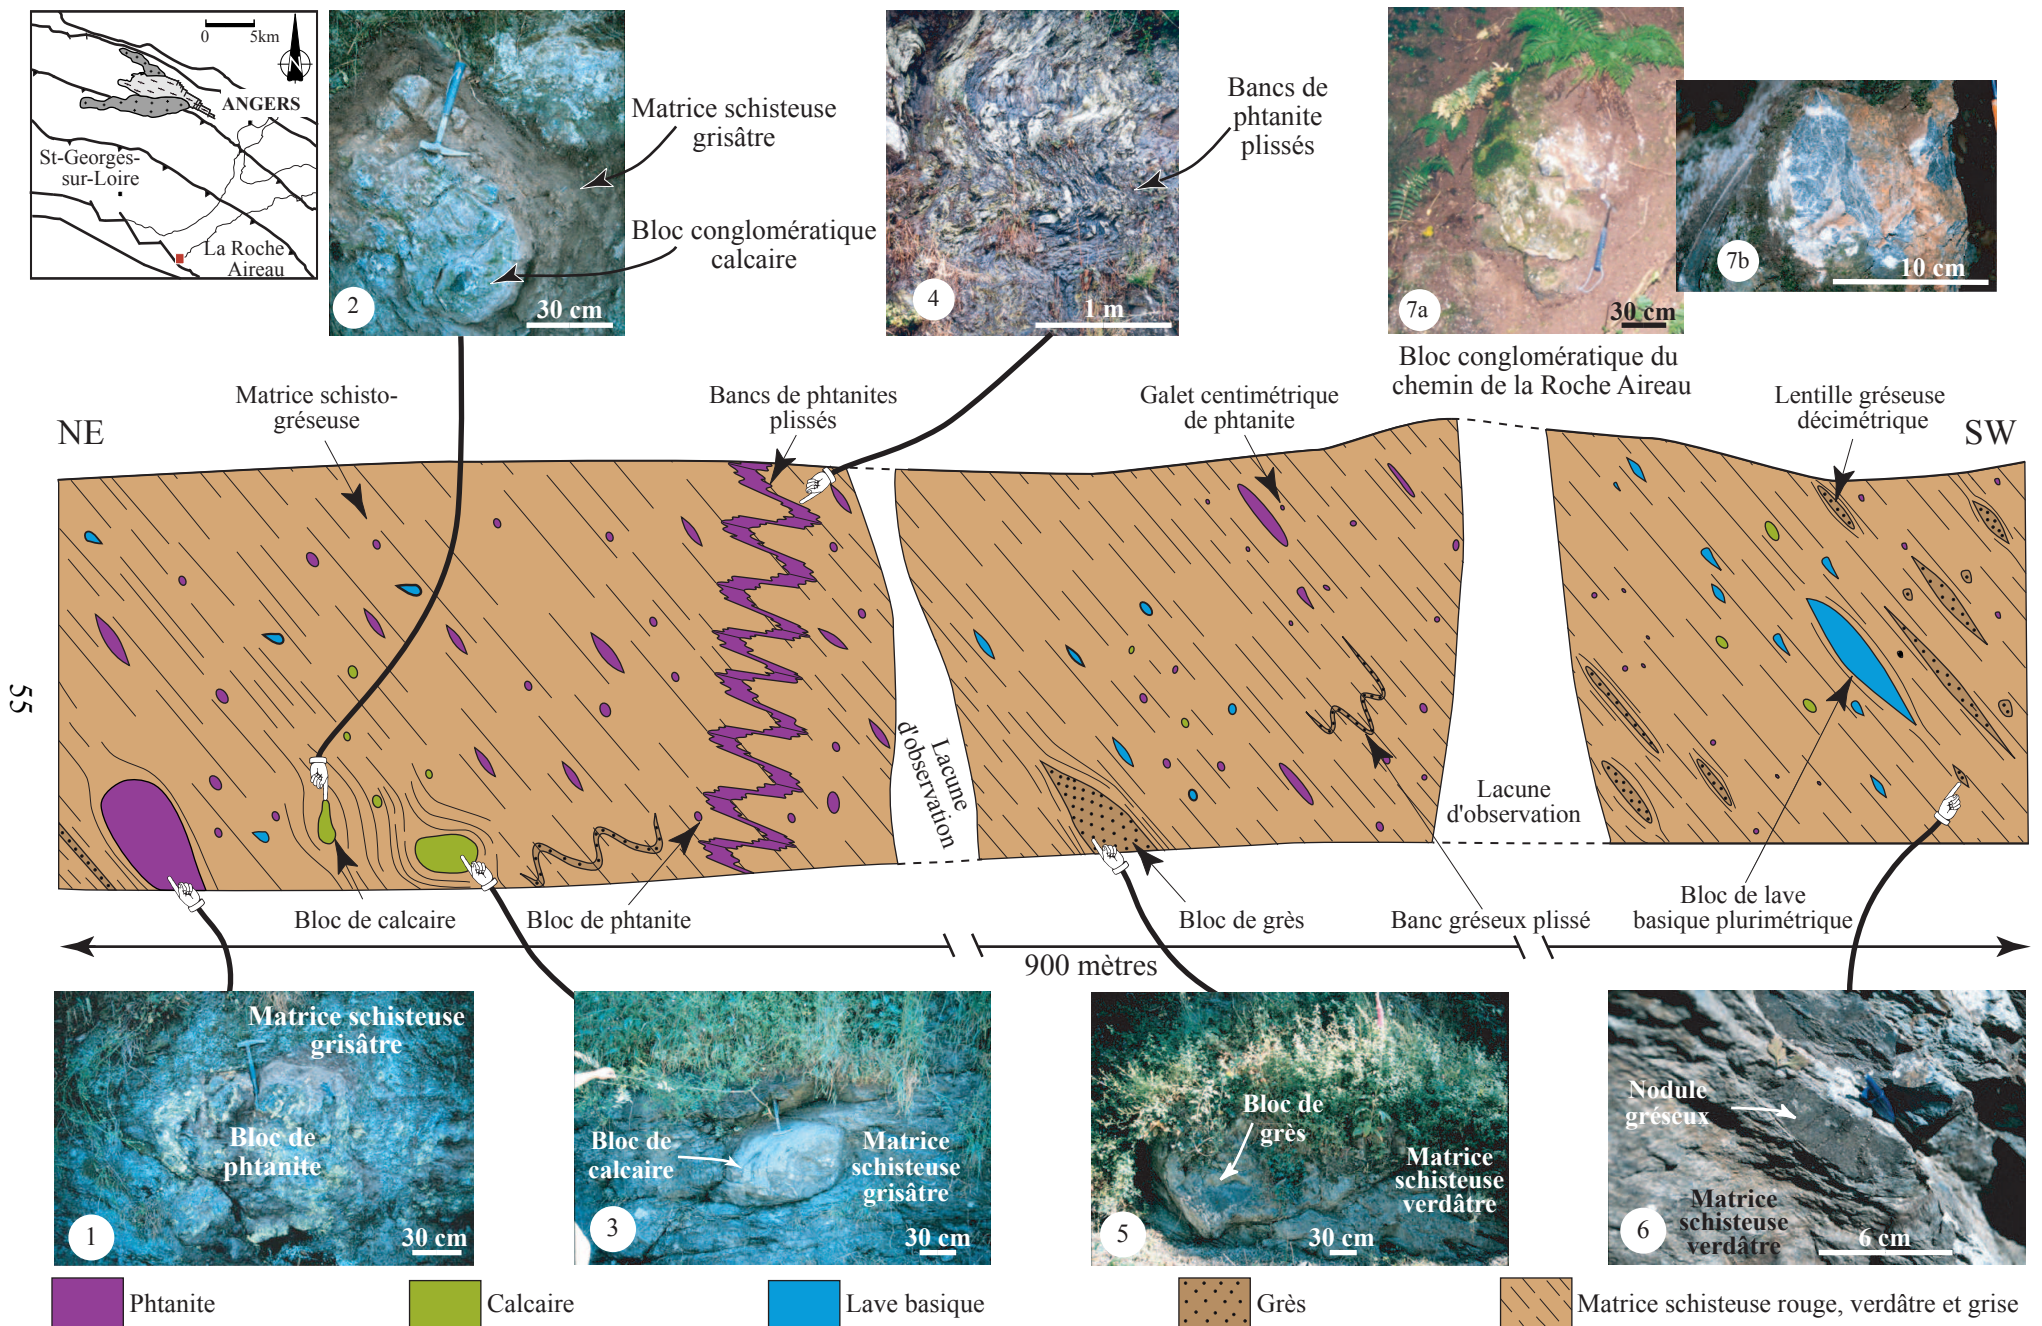 0 5km
ANGERS
St-Georges-
sur-Loire
La Roche
Aireau
2
30 cm
Matrice schisteuse
grisâtre
Bloc conglomératique
calcaire
4
1 m
Bancs de
phtanite
plissés
7a
30 cm
7b
10 cm
Bloc conglomératique du
chemin de la Roche Aireau
NE
Matrice schisto-
gréseuse
Bancs de phtanites
plissés
Galet centimétrique
de phtanite
Lentille gréseuse
décimétrique
SW
55
Lacune
d'observation
Lacune
d'observation
Bloc de calcaire
Bloc de phtanite
Bloc de grès
Banc gréseux plissé
Bloc de lave
basique plurimétrique
900 mètres
Matrice schisteuse
grisâtre
Bloc de
phtanite
1
30 cm
Bloc de
calcaire
Matrice
schisteuse
grisâtre
3
30 cm
Bloc de
grès
Matrice
schisteuse
verdâtre
5
30 cm
Nodule
gréseux
Matrice
schisteuse
verdâtre
6
6 cm
Phtanite
Calcaire
Lave basique
Grès
Matrice schisteuse rouge, verdâtre et grise